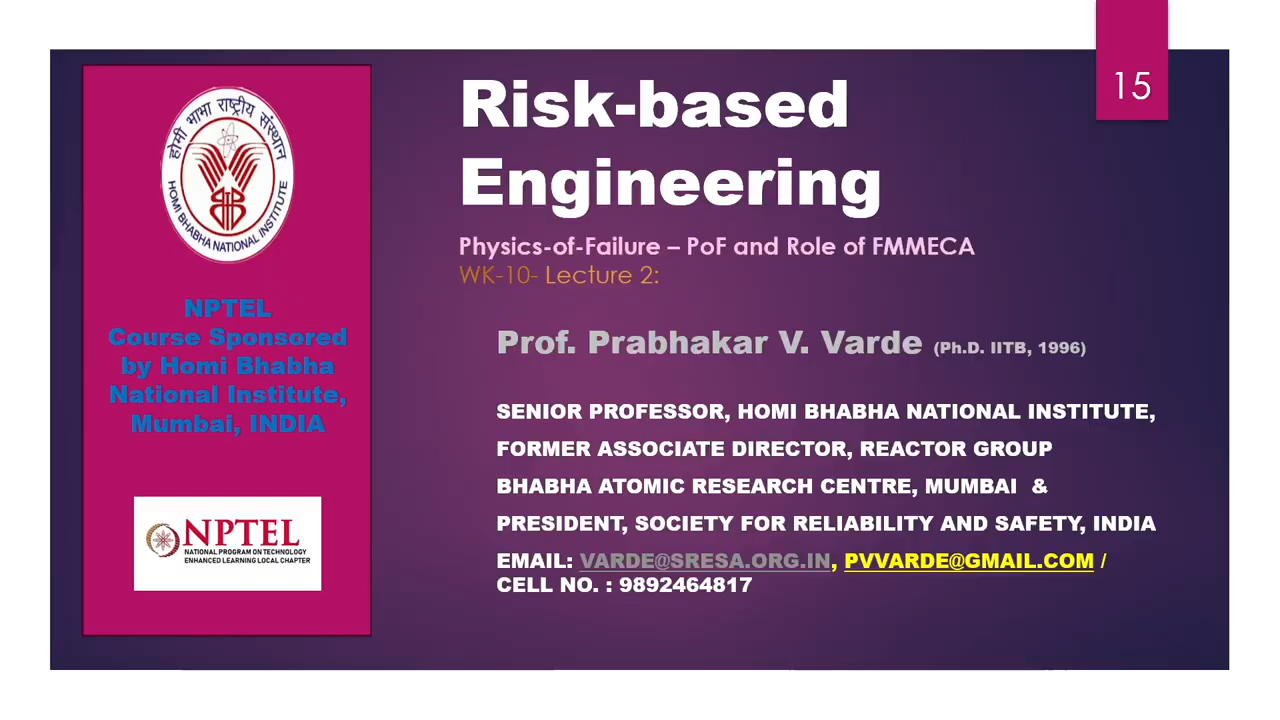 15
Risk-based
Engineering
Physics-of-Failure – PoF and Role of FMMECA
WK-10- Lecture 2:
होमी भाभा राष्ट्रीय संस्थान
HOMI BHABHA NATIONAL INSTITUTE
NPTEL
Course Sponsored
by Homi Bhabha
National Institute,
Mumbai, INDIA
NPTEL
NATIONAL PROGRAM ON TECHNOLOGY
ENHANCED LEARNING LOCAL CHAPTER
Prof. Prabhakar V. Varde (Ph.D. IITB, 1996)
SENIOR PROFESSOR, HOMI BHABHA NATIONAL INSTITUTE,
FORMER ASSOCIATE DIRECTOR, REACTOR GROUP
BHABHA ATOMIC RESEARCH CENTRE, MUMBAI &
PRESIDENT, SOCIETY FOR RELIABILITY AND SAFETY, INDIA
EMAIL: VARDE@SRESA.ORG.IN, PVVARDE@GMAIL.COM /
CELL NO. : 9892464817